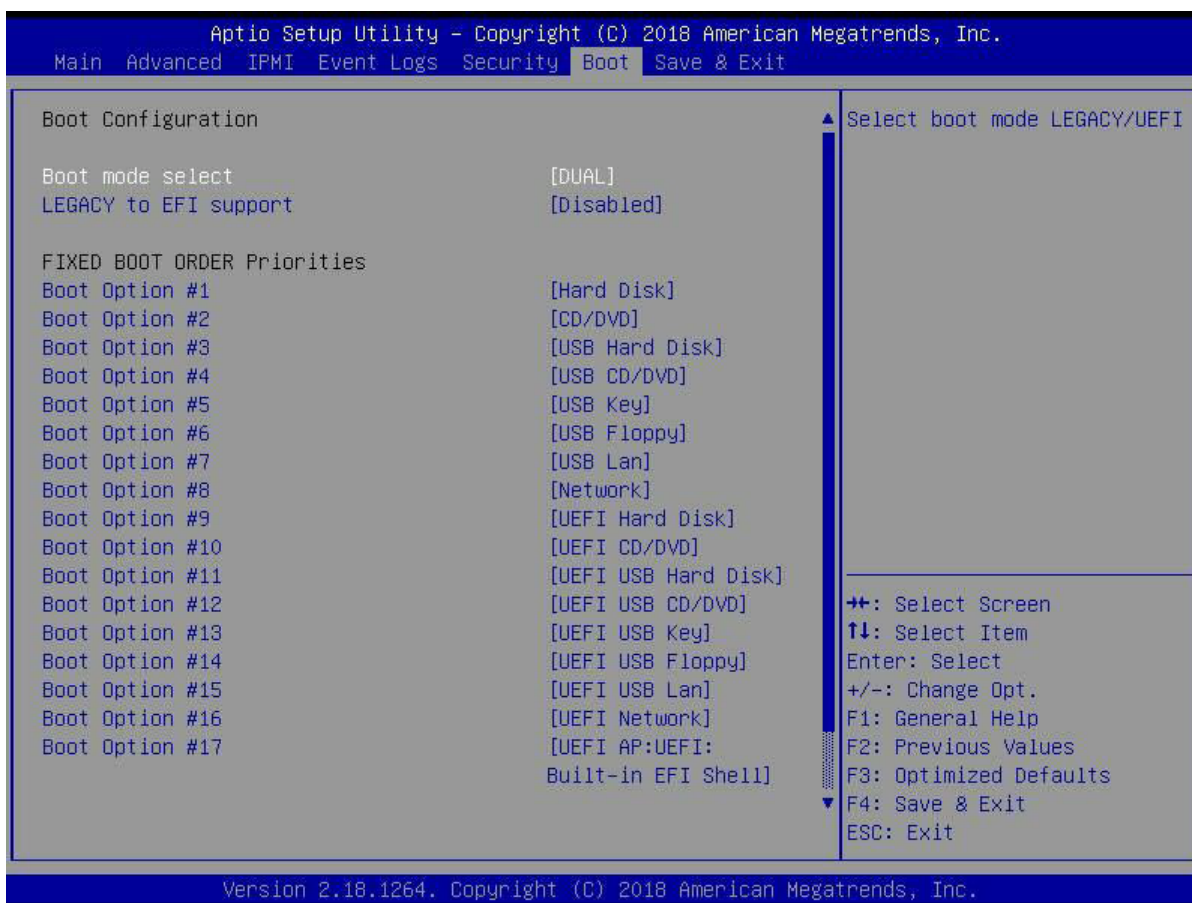 Aptio Setup Utility – Copyright (C) 2018 American Megatrends, Inc.
Main Advanced IPMI Event Logs Security Boot Save & Exit
Boot Configuration
Boot mode select [DUAL]
LEGACY to EFI support [Disabled]
FIXED BOOT ORDER Priorities
Boot Option #1 [Hard Disk]
Boot Option #2 [CD/DVD]
Boot Option #3 [USB Hard Disk]
Boot Option #4 [USB CD/DVD]
Boot Option #5 [USB Key]
Boot Option #6 [USB Floppy]
Boot Option #7 [USB Lan]
Boot Option #8 [Network]
Boot Option #9 [UEFI Hard Disk]
Boot Option #10 [UEFI CD/DVD]
Boot Option #11 [UEFI USB Hard Disk]
Boot Option #12 [UEFI USB CD/DVD]
Boot Option #13 [UEFI USB Key]
Boot Option #14 [UEFI USB Floppy]
Boot Option #15 [UEFI USB Lan]
Boot Option #16 [UEFI Network]
Boot Option #17 [UEFI AP:UEFI:
Built-in EFI Shell]
Select boot mode LEGACY/UEFI
→←: Select Screen
↑↓: Select Item
Enter: Select
+/-: Change Opt.
F1: General Help
F2: Previous Values
F3: Optimized Defaults
F4: Save & Exit
ESC: Exit
Version 2.18.1264. Copyright (C) 2018 American Megatrends, Inc.